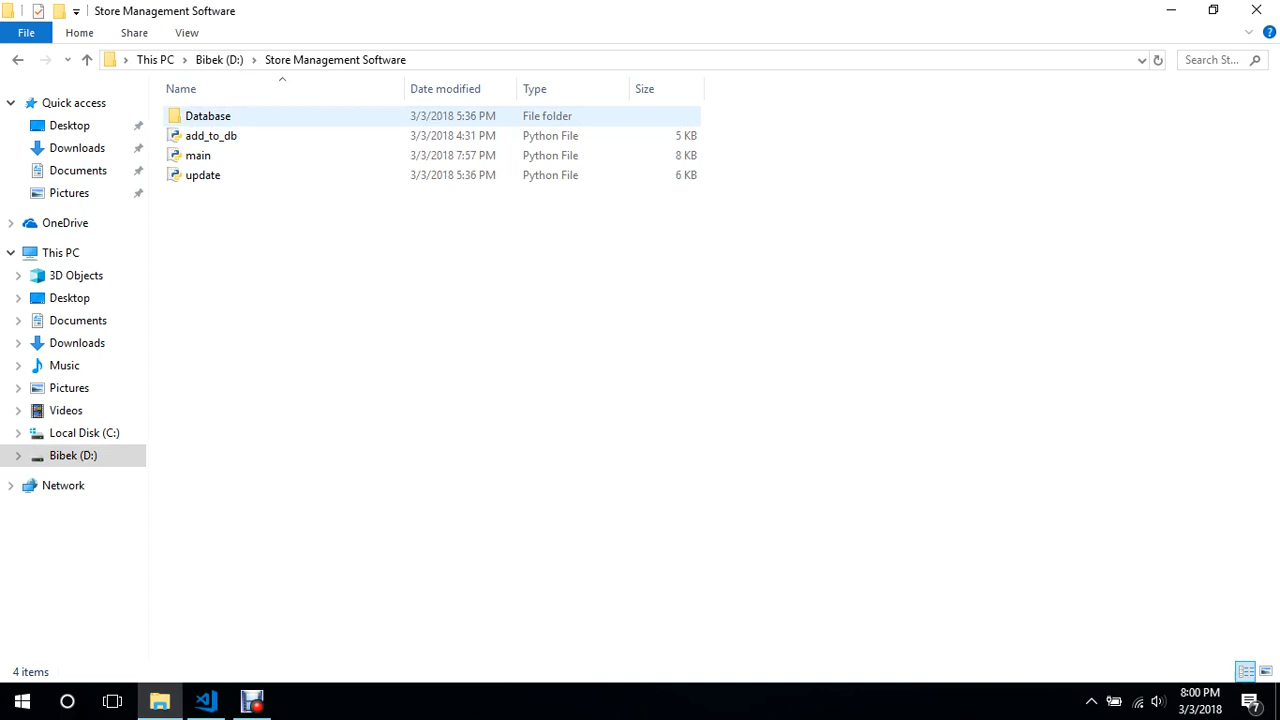 Store Management Software
File Home Share View
This PC Bibek (D:) Store Management Software Search St...
Name Date modified Type Size
Quick access
Desktop
Downloads
Documents
Pictures
OneDrive
This PC
3D Objects
Desktop
Documents
Downloads
Music
Pictures
Videos
Local Disk (C:)
Bibek (D:)
Network
Database 3/3/2018 5:36 PM File folder
add_to_db 3/3/2018 4:31 PM Python File 5 KB
main 3/3/2018 7:57 PM Python File 8 KB
update 3/3/2018 5:36 PM Python File 6 KB
4 items
8:00 PM
3/3/2018
7